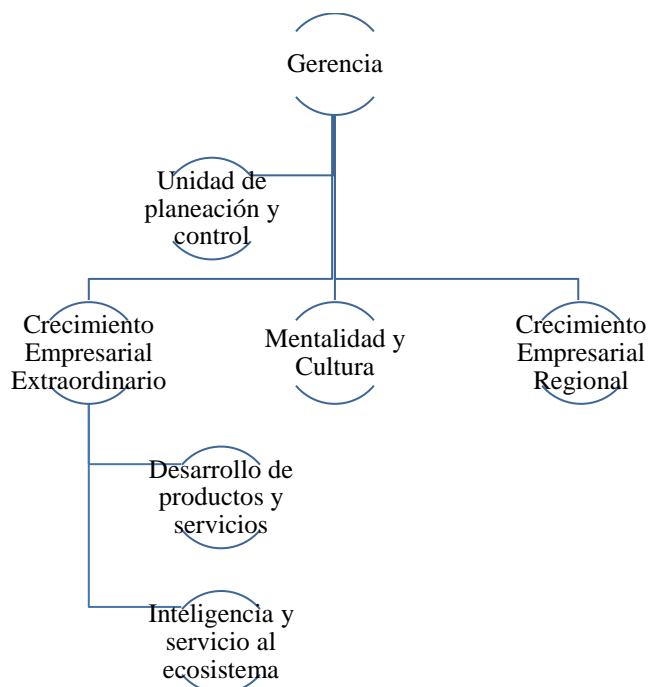 Gerencia
Unidad de
planeación y
control
Crecimiento
Empresarial
Extraordinario
Mentalidad y
Cultura
Crecimiento
Empresarial
Regional
Desarrollo de
productos y
servicios
Inteligencia y
servicio al
ecosistema